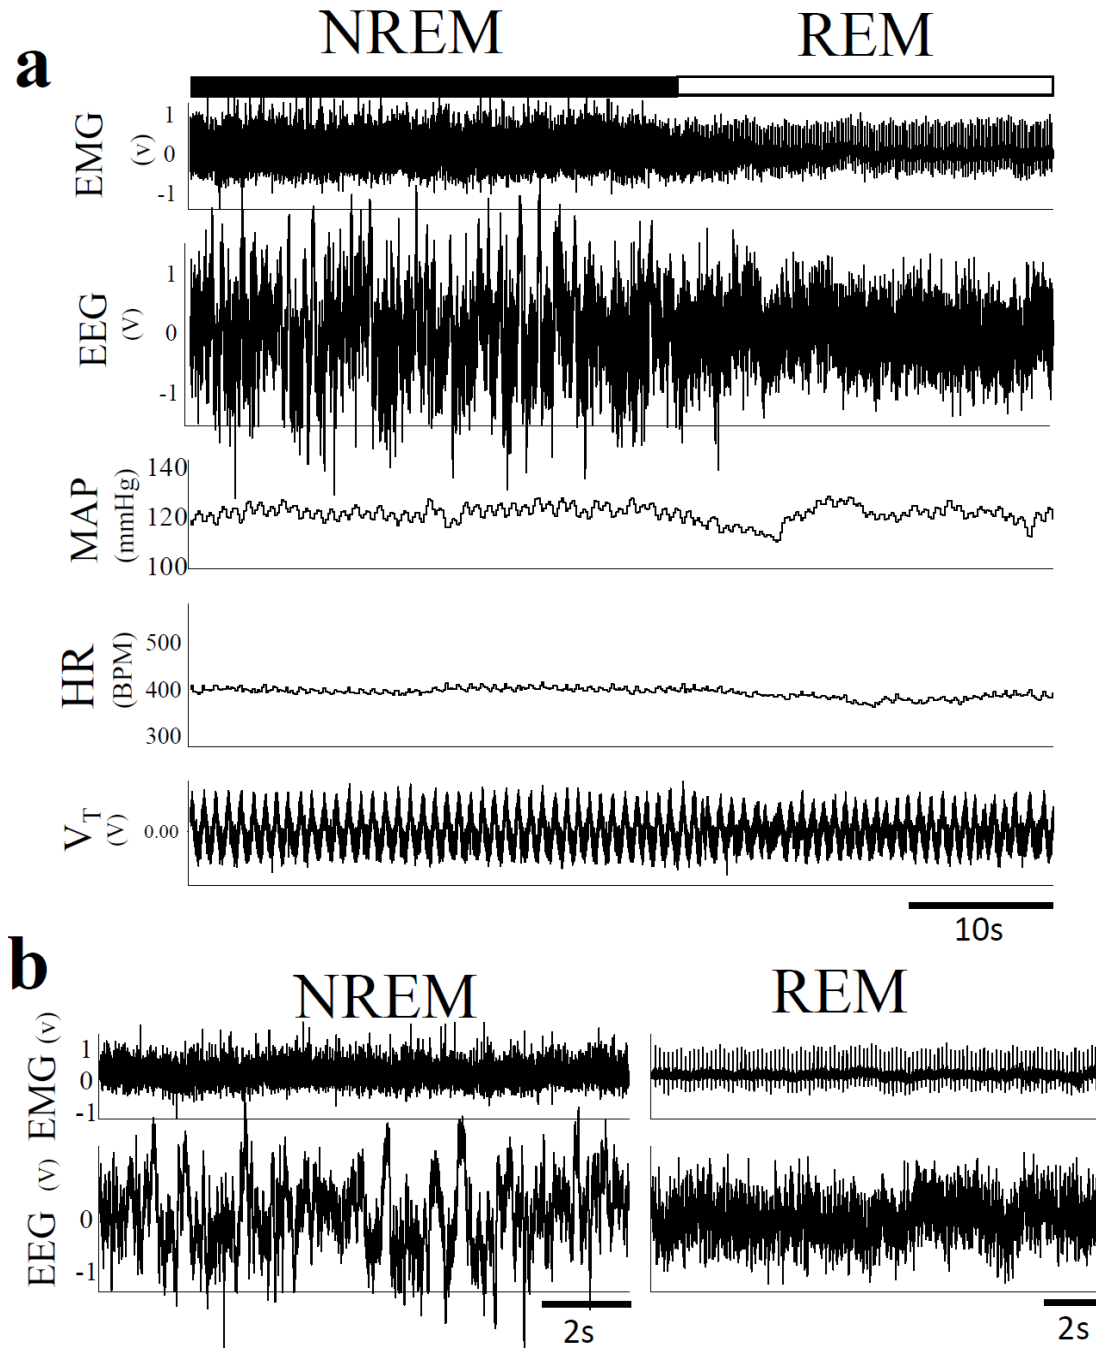 a
NREM REM
EMG (v) 1 0 -1
EEG (V) 1 0 -1
MAP (mmHg) 140 120 100
HR (BPM) 500 400 300
VT (V) 0.00
10s
b
NREM REM
EMG (v) 1 0 -1
EEG (V) 0 -1
2s 2s